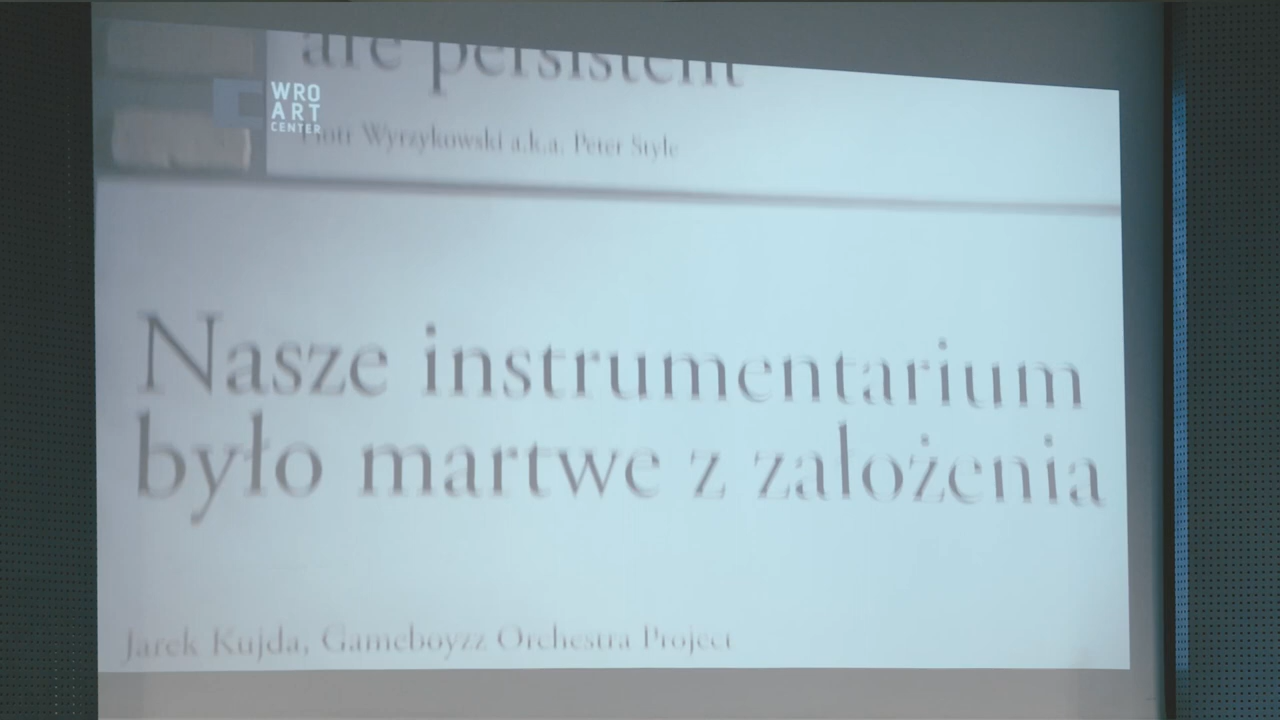 are persistent
WRO
ART
CENTER
Piotr Wyrzykowski a.k.a. Peter Style
Nasze instrumentarium
było martwe z założenia
Jarek Kujda, Gameboyzz Orchestra Project